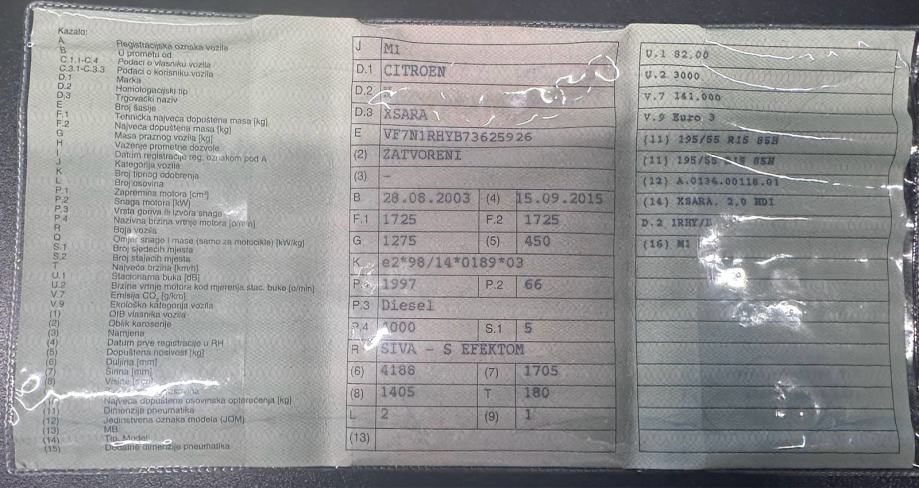 Kazalo:
A Registracijska oznaka vozila
B U prometu od
C.1.1-C.4 Podaci o vlasniku vozila
C.3.1-C.3.3 Podaci o korisniku vozila
D.1 Marka
D.2 Homologacijski tip
D.3 Trgovački naziv
E Broj šasije
F.1 Tehnička najveća dopuštena masa [kg]
F.2 Najveća dopuštena masa [kg]
G Masa praznog vozila [kg]
H Važenje prometne dozvole
I Datum registracije reg. oznakom pod A
J Kategorija vozila
K Broj tipnog odobrenja
L Broj osovina
P.1 Zapremina motora [cm³]
P.2 Snaga motora [kW]
P.3 Vrsta goriva ili izvora snage
P.4 Nazivna brzina vrtnje motora [o/min]
R Boja vozila
Q Omjer snage i mase (samo za motocikle) [kW/kg]
S.1 Broj sjedećih mjesta
S.2 Broj stajaćih mjesta
T Najveća brzina [km/h]
U.1 Stacionarna buka [dB]
U.2 Brzina vrtnje motora kod mjerenja stac. buke [o/min]
V.7 Emisija CO₂ [g/km]
V.9 Ekološka kategorija vozila
(1) OIB vlasnika vozila
(2) Oblik karoserije
(3) Namjena
(4) Datum prve registracije u RH
(5) Dopuštena nosivost [kg]
(6) Duljina [mm]
(7) Širina [mm]
(8) Visina
Najveća dopuštena osovinska opterećenja [kg]
(11) Dimenzije pneumatika
(12) Jedinstvena oznaka modela (JOM)
(13) MB
(14) Tip, Model
(15) Dodatne dimenzije pneumatika
J M1
D.1 CITROEN
D.2
D.3 XSARA
E VF7N1RHYB73625926
(2) ZATVORENI
(3) -
B 28.08.2003 (4) 15.09.2015
F.1 1725 F.2 1725
G 1275 (5) 450
K e2*98/14*0189*03
1997 P.2 66
P.3 Diesel
P.4 4000 S.1 5
R SIVA - S EFEKTOM
(6) 4188 (7) 1705
(8) 1405 T 180
L 2 (9) 1
(13)
U.1 82.00
U.2 3000
V.7 141.000
V.9 Euro 3
(11) 195/55 R15 85H
(11) 195/55 R15 85H
(12) A.0134.00118.01
(14) XSARA, 2.0 HDI
D.2 1RHY/
(16) M1